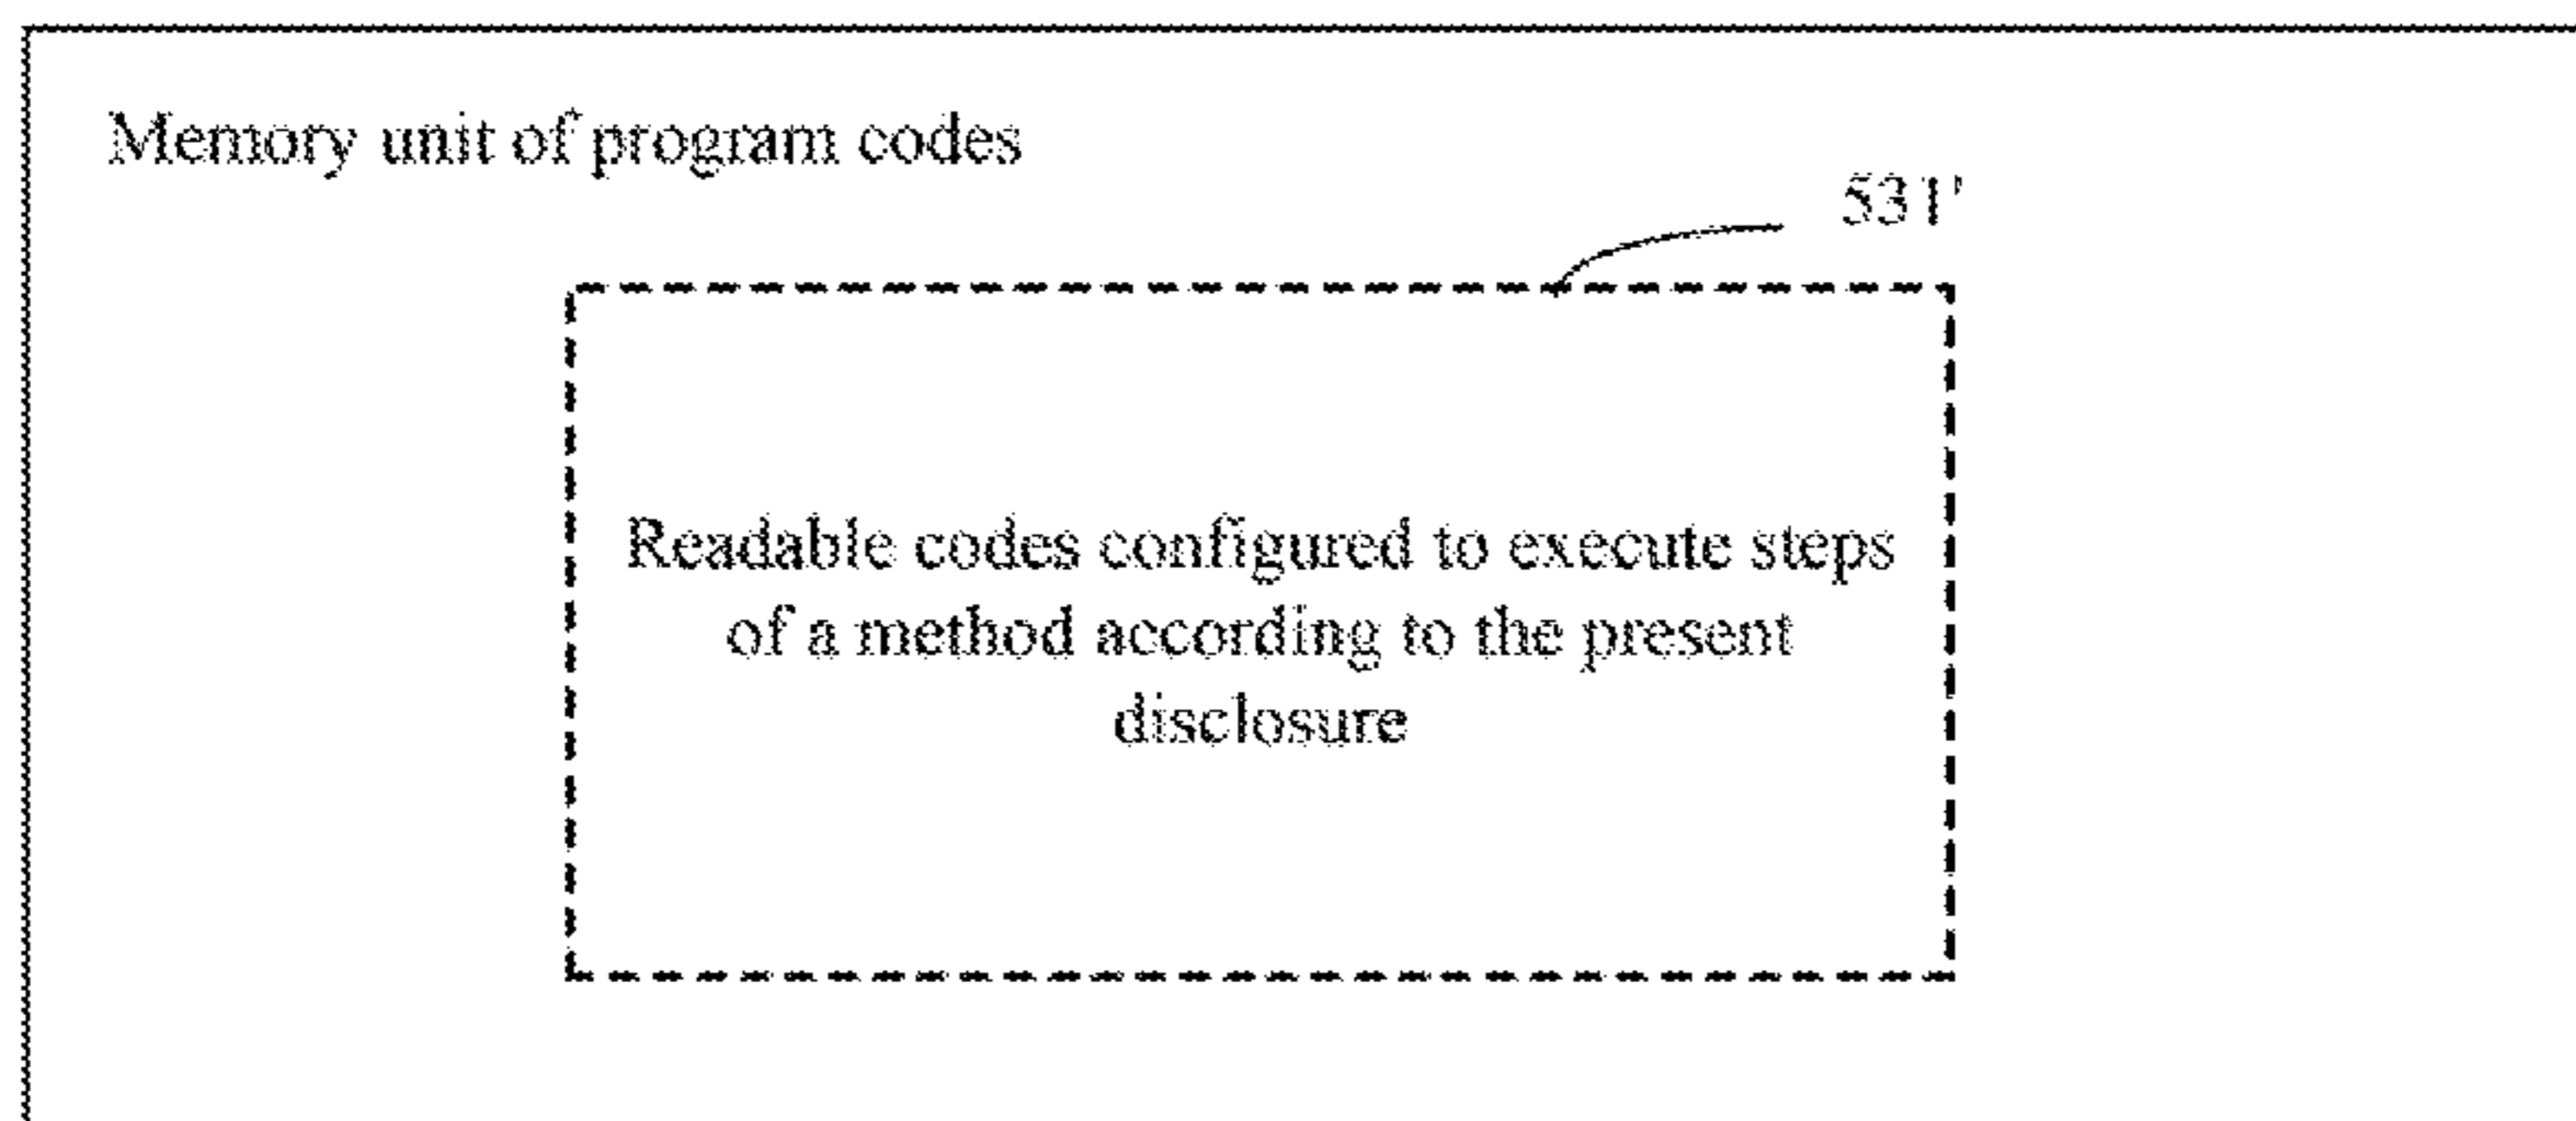 Memory unit of program codes
531'
Readable codes configured to execute steps
of a method according to the present
disclosure